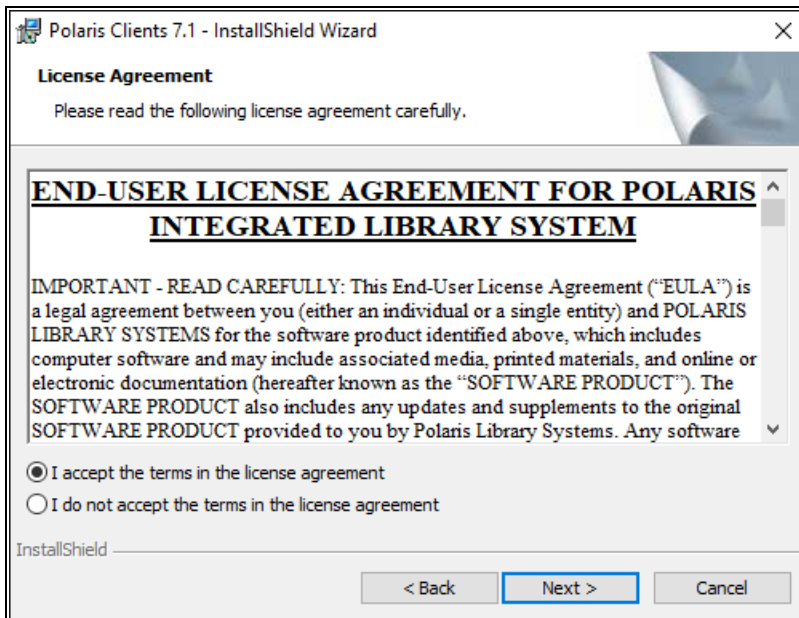 Polaris Clients 7.1 - InstallShield Wizard
License Agreement
Please read the following license agreement carefully.
END-USER LICENSE AGREEMENT FOR POLARIS
INTEGRATED LIBRARY SYSTEM
IMPORTANT - READ CAREFULLY: This End-User License Agreement (“EULA”) is
a legal agreement between you (either an individual or a single entity) and POLARIS
LIBRARY SYSTEMS for the software product identified above, which includes
computer software and may include associated media, printed materials, and online or
electronic documentation (hereafter known as the “SOFTWARE PRODUCT”). The
SOFTWARE PRODUCT also includes any updates and supplements to the original
SOFTWARE PRODUCT provided to you by Polaris Library Systems. Any software
I accept the terms in the license agreement
I do not accept the terms in the license agreement
InstallShield
< Back
Next >
Cancel